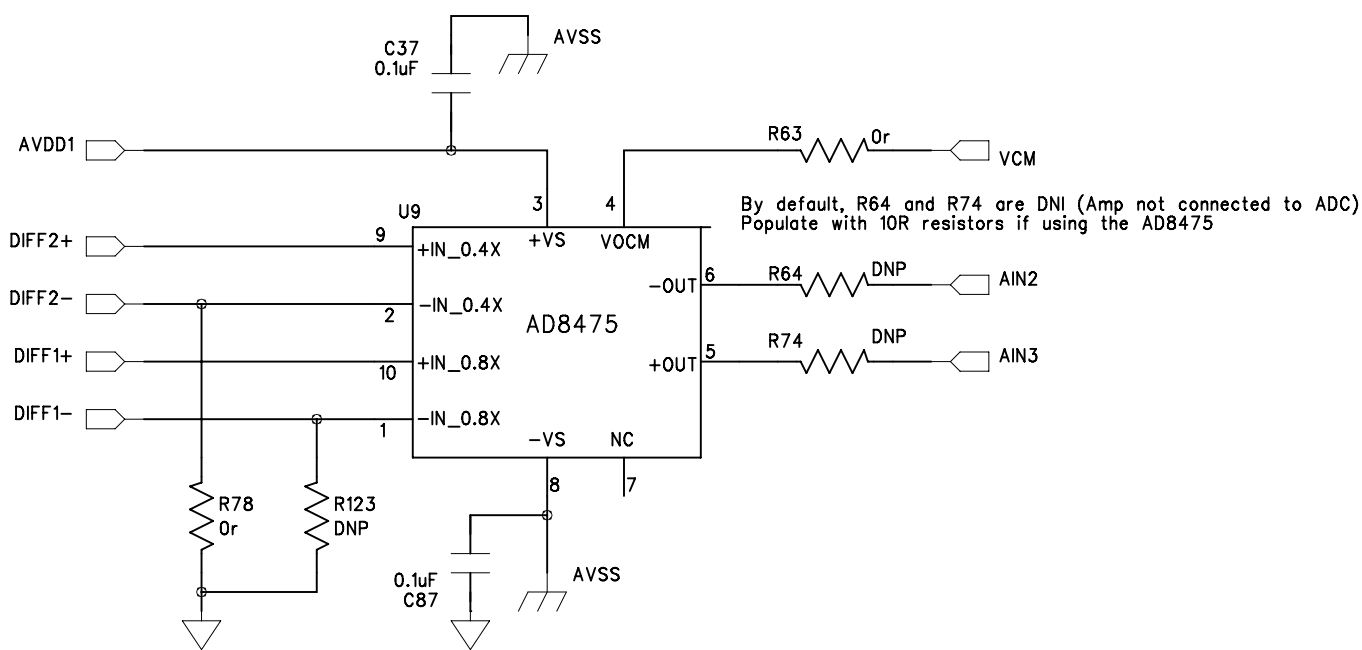 AVSS
C37
0.1uF
AVDD1
R63
0r
VCM
By default, R64 and R74 are DNI (Amp not connected to ADC)
Populate with 10R resistors if using the AD8475
U9
3
4
DIFF2+
9
+IN_0.4X
+VS
VOCM
DIFF2-
2
-IN_0.4X
-OUT
6
R64
DNP
AIN2
AD8475
DIFF1+
10
+IN_0.8X
+OUT
5
R74
DNP
AIN3
DIFF1-
1
-IN_0.8X
-VS
NC
8
7
R78
0r
R123
DNP
0.1uF
C87
AVSS